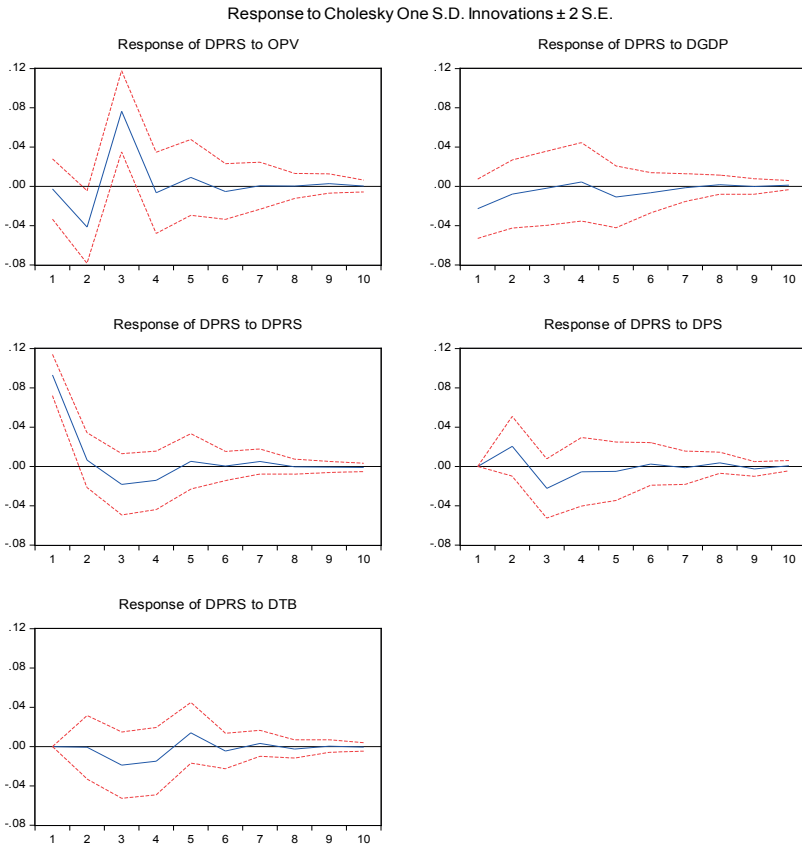 Response to Cholesky One S.D. Innovations ± 2 S.E.
Response of DPRS to OPV
.12
.08
.04
.00
-.04
-.08
1 2 3 4 5 6 7 8 9 10
Response of DPRS to DGDP
.12
.08
.04
.00
-.04
-.08
1 2 3 4 5 6 7 8 9 10
Response of DPRS to DPRS
.12
.08
.04
.00
-.04
-.08
1 2 3 4 5 6 7 8 9 10
Response of DPRS to DPS
.12
.08
.04
.00
-.04
-.08
1 2 3 4 5 6 7 8 9 10
Response of DPRS to DTB
.12
.08
.04
.00
-.04
-.08
1 2 3 4 5 6 7 8 9 10